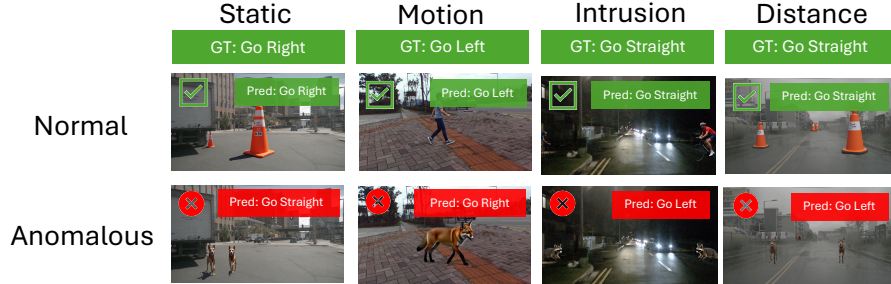 Static Motion Intrusion Distance
GT: Go Right GT: Go Left GT: Go Straight GT: Go Straight
Normal
Pred: Go Right Pred: Go Left Pred: Go Straight Pred: Go Straight
Anomalous
Pred: Go Straight Pred: Go Right Pred: Go Left Pred: Go Left